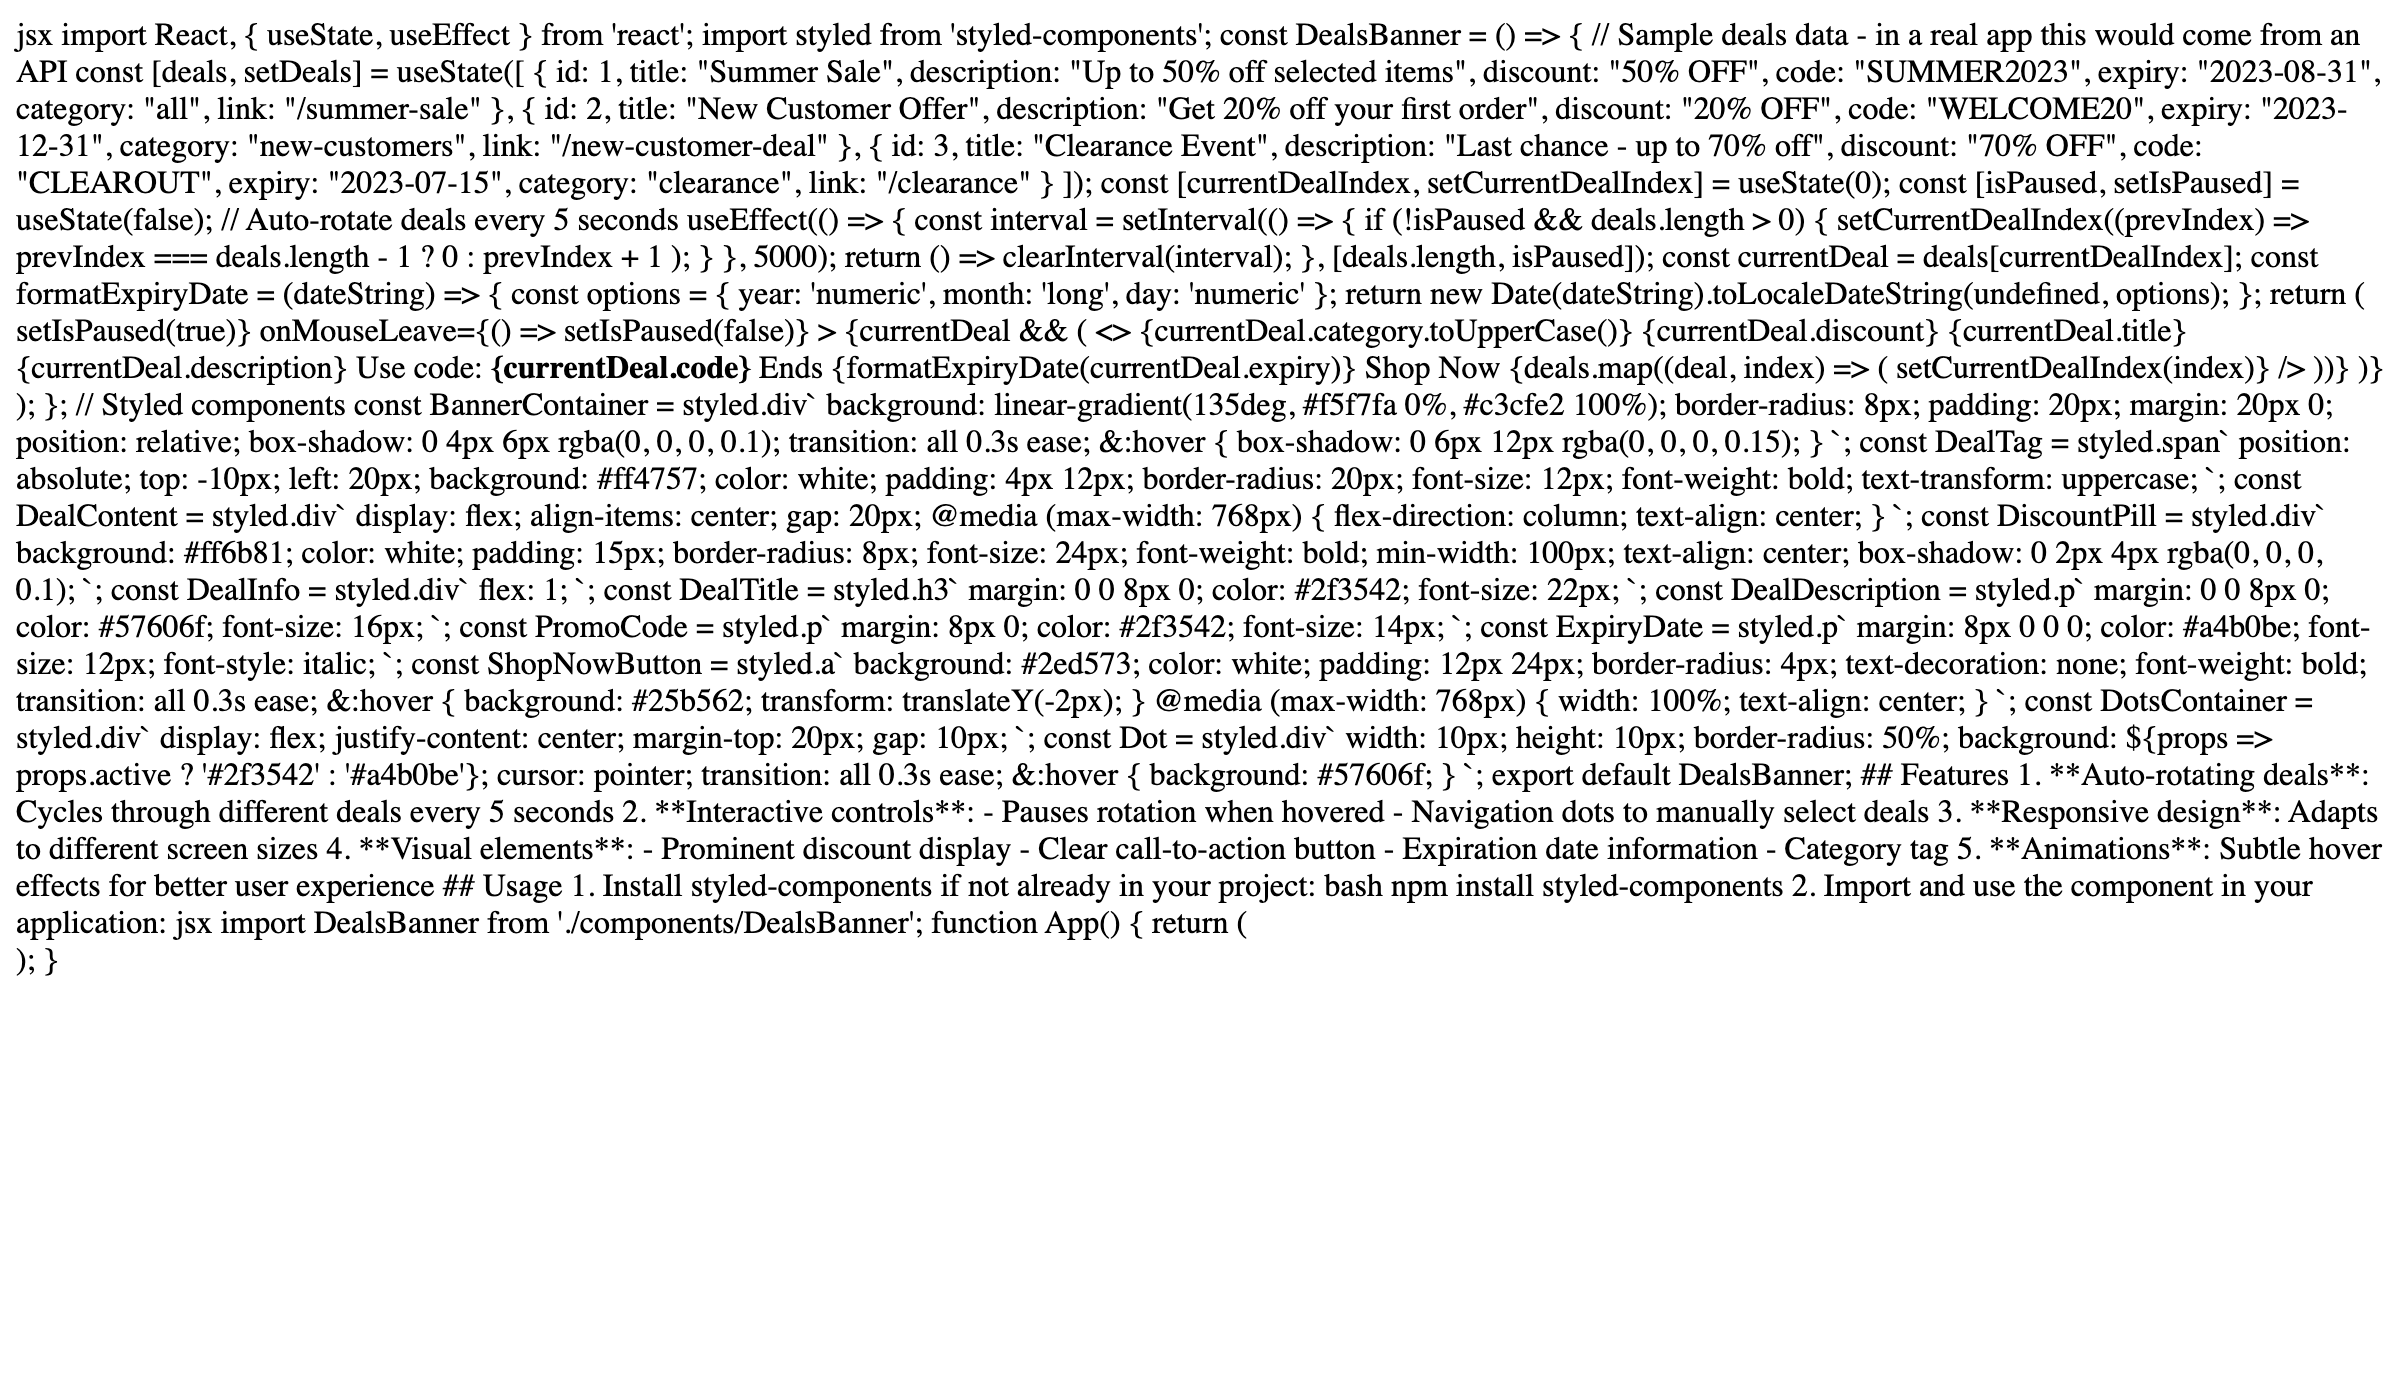 jsx import React, { useState, useEffect } from 'react'; import styled from 'styled-components'; const DealsBanner = () => { // Sample deals data - in a real app this would come from an
API const [deals, setDeals] = useState([ { id: 1, title: "Summer Sale", description: "Up to 50% off selected items", discount: "50% OFF", code: "SUMMER2023", expiry: "2023-08-31",
category: "all", link: "/summer-sale" }, { id: 2, title: "New Customer Offer", description: "Get 20% off your first order", discount: "20% OFF", code: "WELCOME20", expiry: "2023-
12-31", category: "new-customers", link: "/new-customer-deal" }, { id: 3, title: "Clearance Event", description: "Last chance - up to 70% off", discount: "70% OFF", code:
"CLEAROUT", expiry: "2023-07-15", category: "clearance", link: "/clearance" } ]); const [currentDealIndex, setCurrentDealIndex] = useState(0); const [isPaused, setIsPaused] =
useState(false); // Auto-rotate deals every 5 seconds useEffect(() => { const interval = setInterval(() => { if (!isPaused && deals.length > 0) { setCurrentDealIndex((prevIndex) =>
prevIndex === deals.length - 1 ? 0 : prevIndex + 1 ); } }, 5000); return () => clearInterval(interval); }, [deals.length, isPaused]); const currentDeal = deals[currentDealIndex]; const
formatExpiryDate = (dateString) => { const options = { year: 'numeric', month: 'long', day: 'numeric' }; return new Date(dateString).toLocaleDateString(undefined, options); }; return (
setIsPaused(true)} onMouseLeave={() => setIsPaused(false)} > {currentDeal && ( <> {currentDeal.category.toUpperCase()} {currentDeal.discount} {currentDeal.title}
{currentDeal.description} Use code: {currentDeal.code} Ends {formatExpiryDate(currentDeal.expiry)} Shop Now {deals.map((deal, index) => ( setCurrentDealIndex(index)} /> ))} )}
); }; // Styled components const BannerContainer = styled.div` background: linear-gradient(135deg, #f5f7fa 0%, #c3cfe2 100%); border-radius: 8px; padding: 20px; margin: 20px 0;
position: relative; box-shadow: 0 4px 6px rgba(0, 0, 0, 0.1); transition: all 0.3s ease; &:hover { box-shadow: 0 6px 12px rgba(0, 0, 0, 0.15); } `; const DealTag = styled.span` position:
absolute; top: -10px; left: 20px; background: #ff4757; color: white; padding: 4px 12px; border-radius: 20px; font-size: 12px; font-weight: bold; text-transform: uppercase; `; const
DealContent = styled.div` display: flex; align-items: center; gap: 20px; @media (max-width: 768px) { flex-direction: column; text-align: center; } `; const DiscountPill = styled.div`
background: #ff6b81; color: white; padding: 15px; border-radius: 8px; font-size: 24px; font-weight: bold; min-width: 100px; text-align: center; box-shadow: 0 2px 4px rgba(0, 0, 0,
0.1); `; const DealInfo = styled.div` flex: 1; `; const DealTitle = styled.h3` margin: 0 0 8px 0; color: #2f3542; font-size: 22px; `; const DealDescription = styled.p` margin: 0 0 8px 0;
color: #57606f; font-size: 16px; `; const PromoCode = styled.p` margin: 8px 0; color: #2f3542; font-size: 14px; `; const ExpiryDate = styled.p` margin: 8px 0 0 0; color: #a4b0be; font-
size: 12px; font-style: italic; `; const ShopNowButton = styled.a` background: #2ed573; color: white; padding: 12px 24px; border-radius: 4px; text-decoration: none; font-weight: bold;
transition: all 0.3s ease; &:hover { background: #25b562; transform: translateY(-2px); } @media (max-width: 768px) { width: 100%; text-align: center; } `; const DotsContainer =
styled.div` display: flex; justify-content: center; margin-top: 20px; gap: 10px; `; const Dot = styled.div` width: 10px; height: 10px; border-radius: 50%; background: ${props =>
props.active ? '#2f3542' : '#a4b0be'}; cursor: pointer; transition: all 0.3s ease; &:hover { background: #57606f; } `; export default DealsBanner; ## Features 1. **Auto-rotating deals**:
Cycles through different deals every 5 seconds 2. **Interactive controls**: - Pauses rotation when hovered - Navigation dots to manually select deals 3. **Responsive design**: Adapts
to different screen sizes 4. **Visual elements**: - Prominent discount display - Clear call-to-action button - Expiration date information - Category tag 5. **Animations**: Subtle hover
effects for better user experience ## Usage 1. Install styled-components if not already in your project: bash npm install styled-components 2. Import and use the component in your
application: jsx import DealsBanner from './components/DealsBanner'; function App() { return (
); }